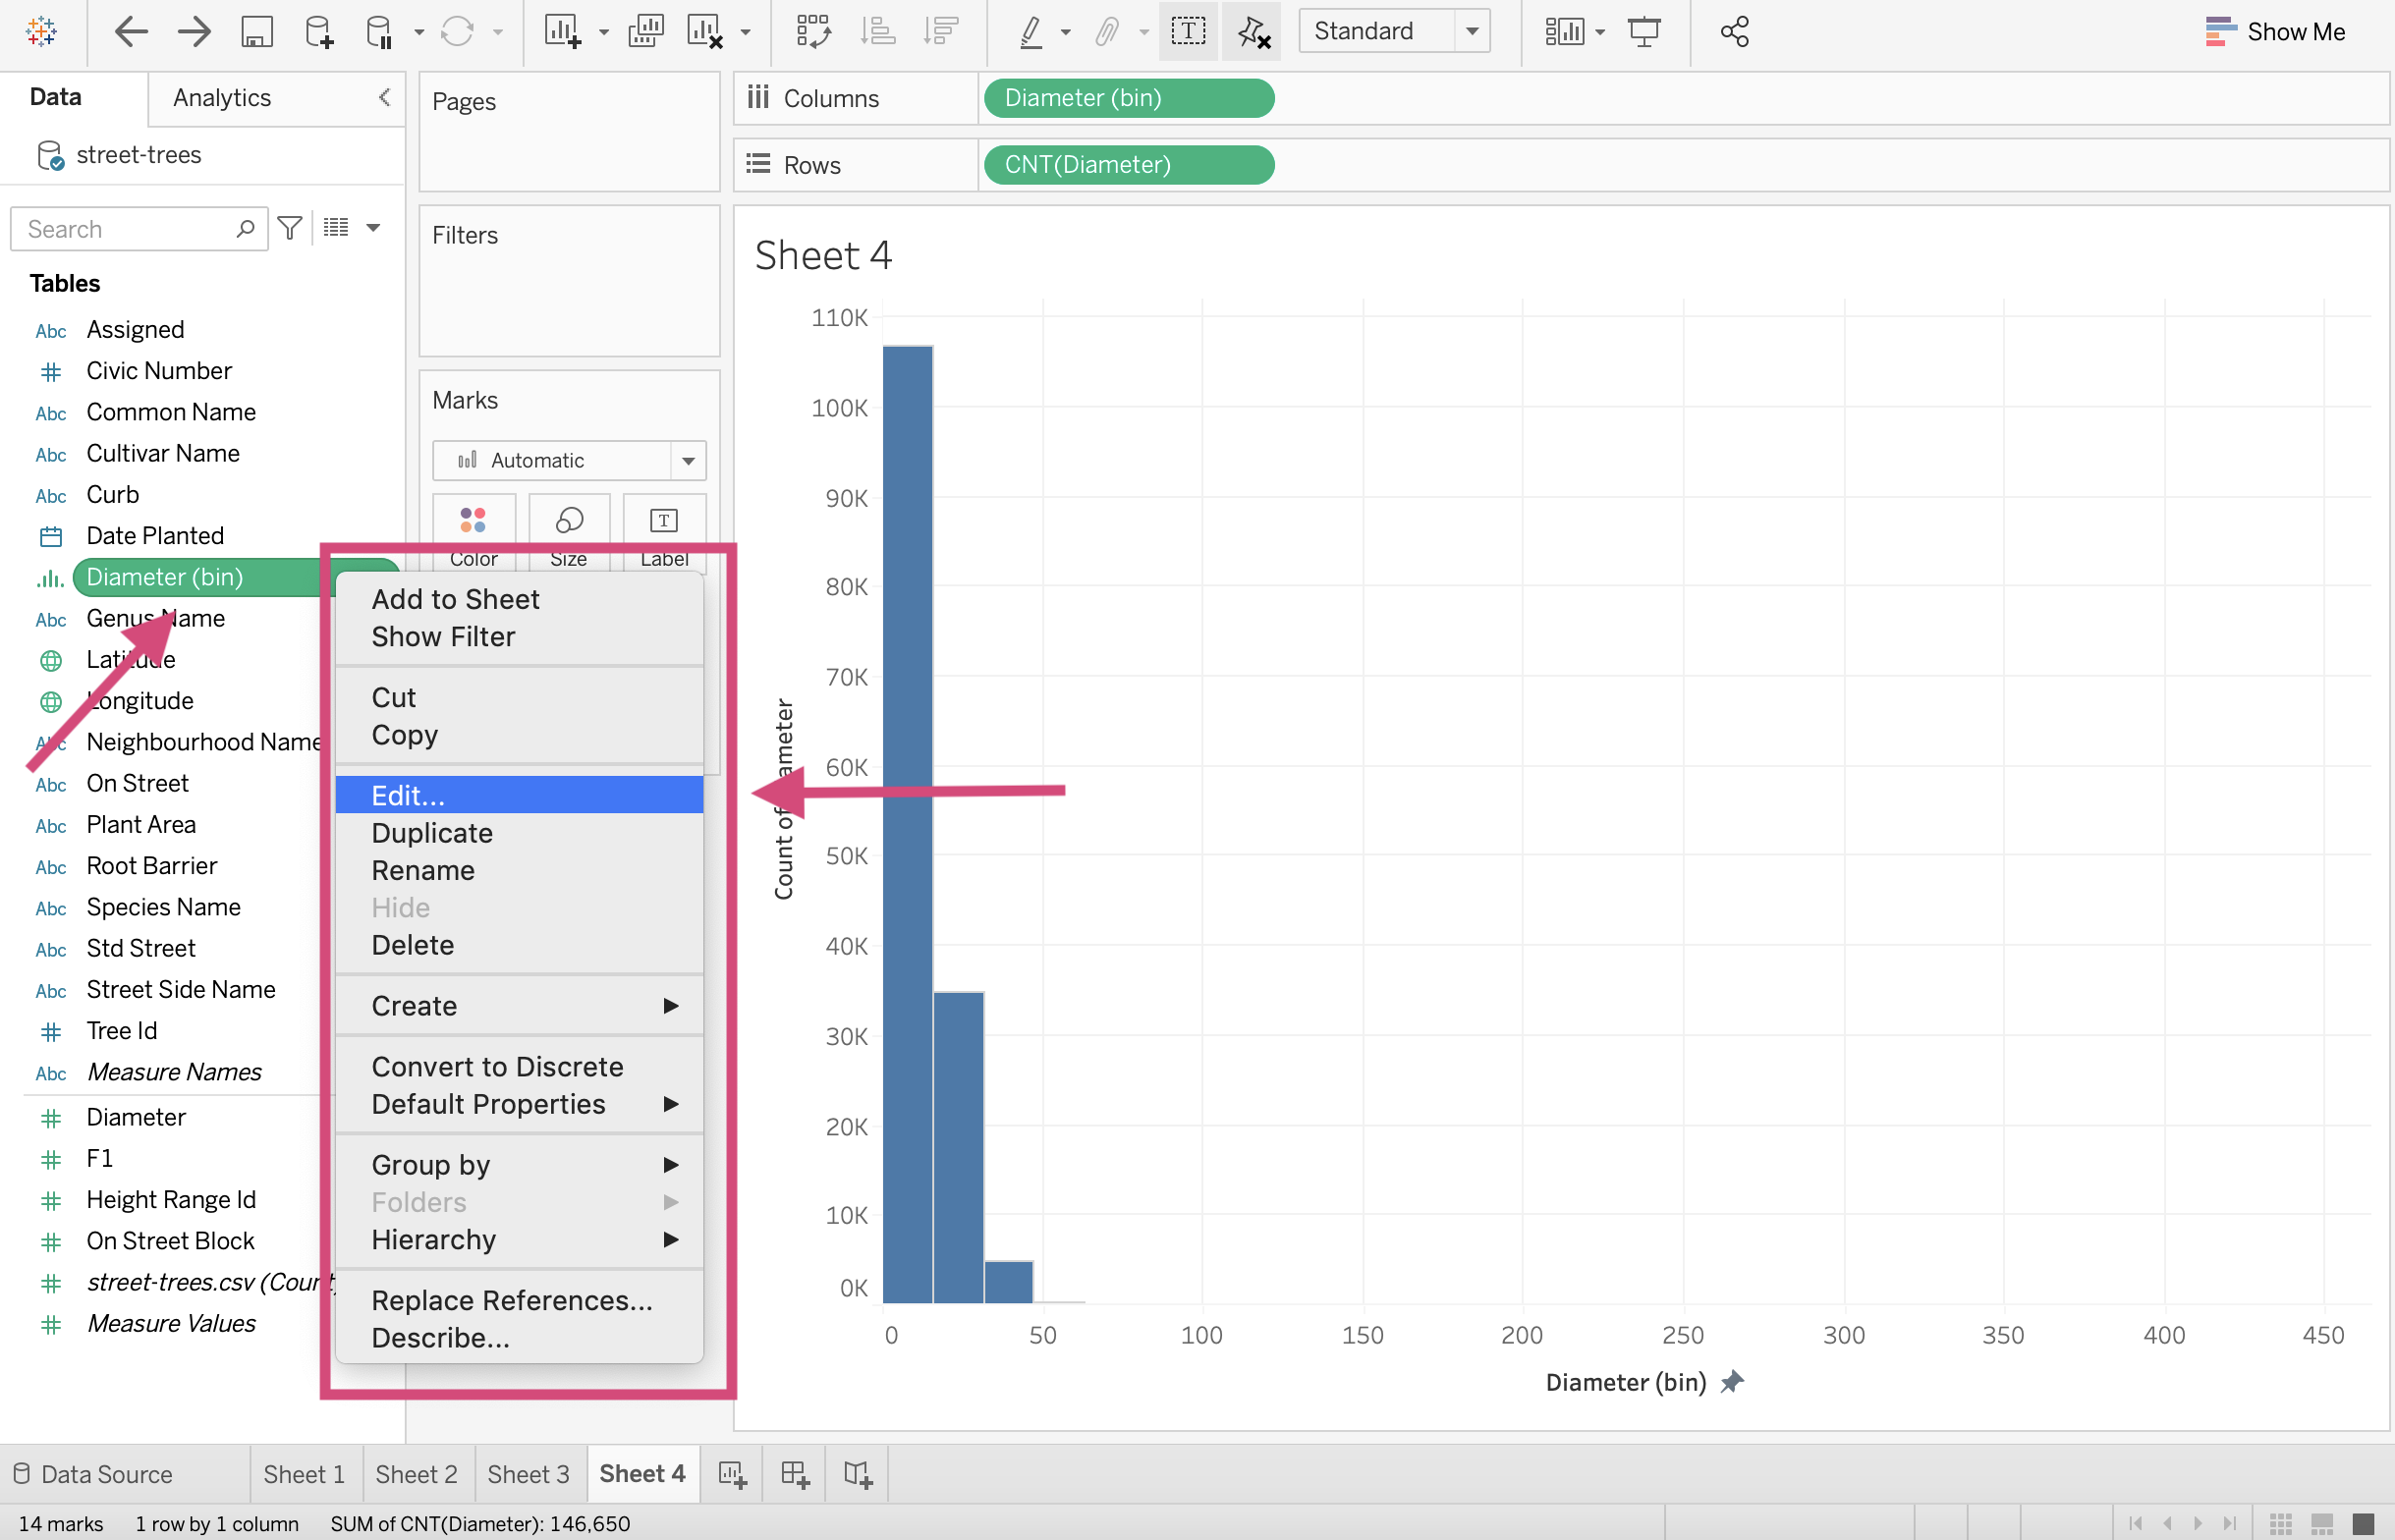 Standard
Show Me
Data
Analytics
street-trees
Search
Tables
Abc Assigned
Civic Number
Abc Common Name
Abc Cultivar Name
Abc Curb
Date Planted
Diameter (bin)
Abc Genus Name
Latitude
Longitude
Abc Neighbourhood Name
Abc On Street
Abc Plant Area
Abc Root Barrier
Abc Species Name
Abc Std Street
Abc Street Side Name
Tree Id
Abc Measure Names
Diameter
F1
Height Range Id
On Street Block
street-trees.csv (Count)
Measure Values
Pages
Filters
Marks
Automatic
Color
Size
T
Label
Add to Sheet
Show Filter
Cut
Copy
Edit...
Duplicate
Rename
Hide
Delete
Create
Convert to Discrete
Default Properties
Group by
Folders
Hierarchy
Replace References...
Describe...
Columns
Diameter (bin)
Rows
CNT(Diameter)
Sheet 4
110K
100K
90K
80K
70K
60K
50K
40K
30K
20K
10K
0K
Count of Diameter
0 50 100 150 200 250 300 350 400 450
Diameter (bin)
Data Source
Sheet 1
Sheet 2
Sheet 3
Sheet 4
14 marks 1 row by 1 column SUM of CNT(Diameter): 146,650